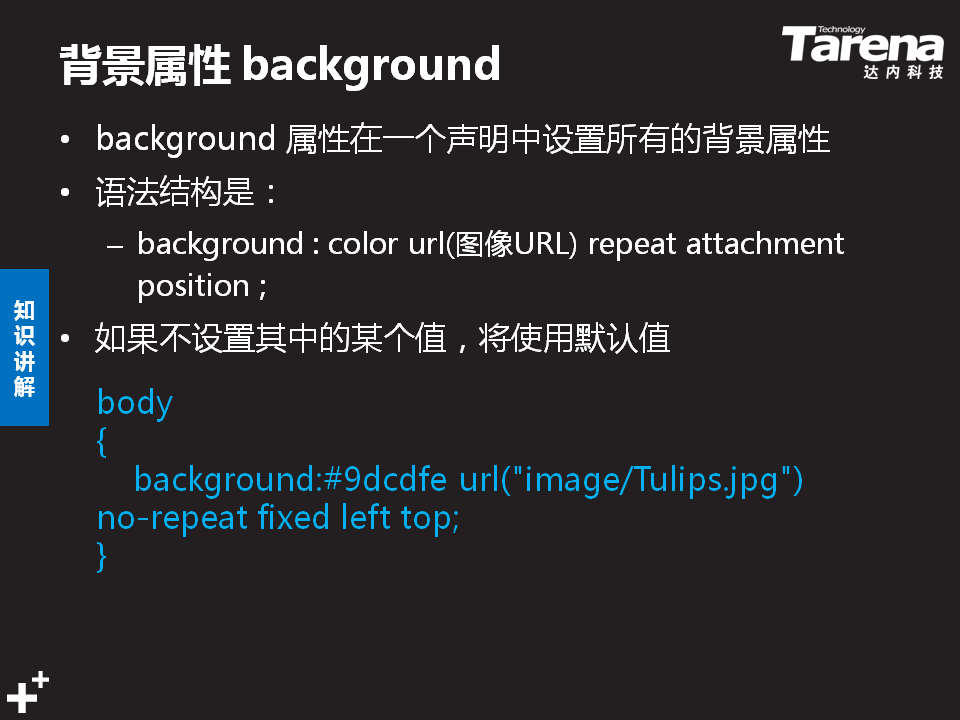 背景属性 background
Technology
Tarena
达内科技
• background 属性在一个声明中设置所有的背景属性
• 语法结构是：
– background : color url(图像URL) repeat attachment
position ;
• 如果不设置其中的某个值，将使用默认值
知识讲解
body
{
background:#9dcdfe url("image/Tulips.jpg")
no-repeat fixed left top;
}